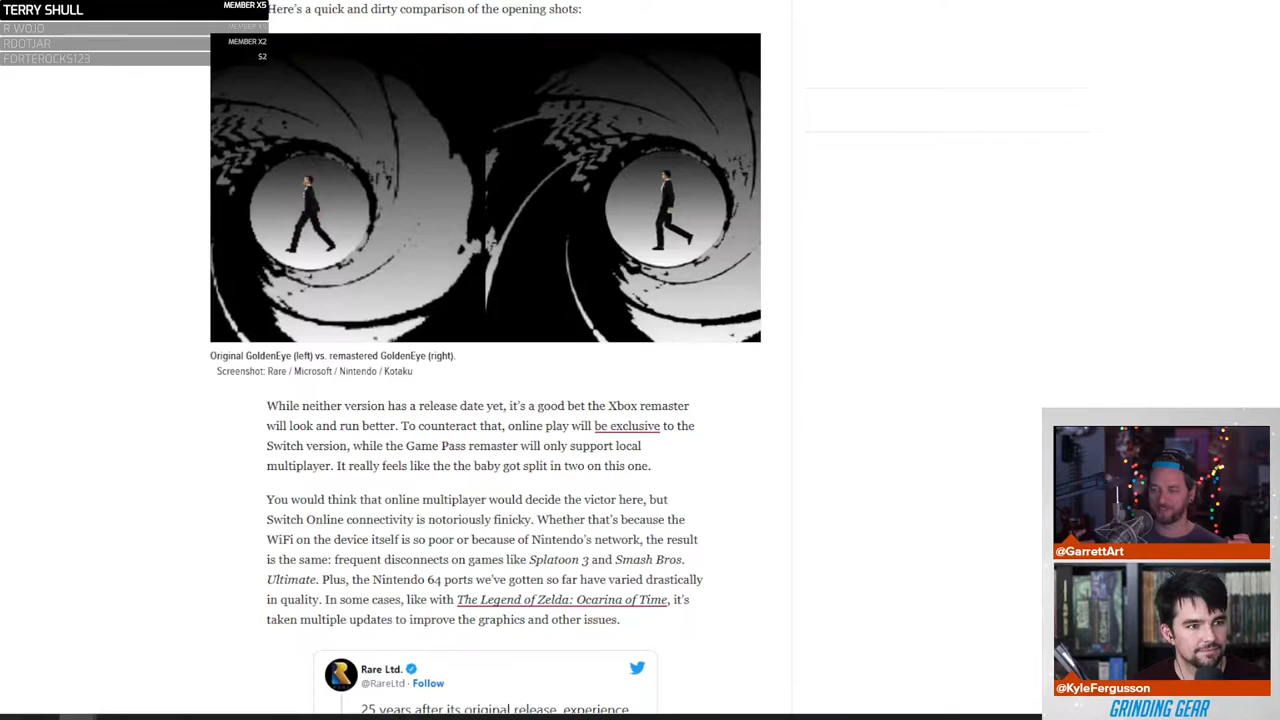 TERRY SHULL
MEMBER X5
R WOJO
MEMBER X5
RDOTJAR
MEMBER X2
FORTEROCKS123
$2
Here's a quick and dirty comparison of the opening shots:
Original GoldenEye (left) vs. remastered GoldenEye (right).
Screenshot: Rare / Microsoft / Nintendo / Kotaku
While neither version has a release date yet, it's a good bet the Xbox remaster
will look and run better. To counteract that, online play will be exclusive to the
Switch version, while the Game Pass remaster will only support local
multiplayer. It really feels like the the baby got split in two on this one.
You would think that online multiplayer would decide the victor here, but
Switch Online connectivity is notoriously finicky. Whether that's because the
WiFi on the device itself is so poor or because of Nintendo's network, the result
is the same: frequent disconnects on games like Splatoon 3 and Smash Bros.
Ultimate. Plus, the Nintendo 64 ports we've gotten so far have varied drastically
in quality. In some cases, like with The Legend of Zelda: Ocarina of Time, it's
taken multiple updates to improve the graphics and other issues.
Rare Ltd.
@RareLtd · Follow
25 years after its original release, experience
@GarrettArt
@KyleFergusson
GRINDING GEAR